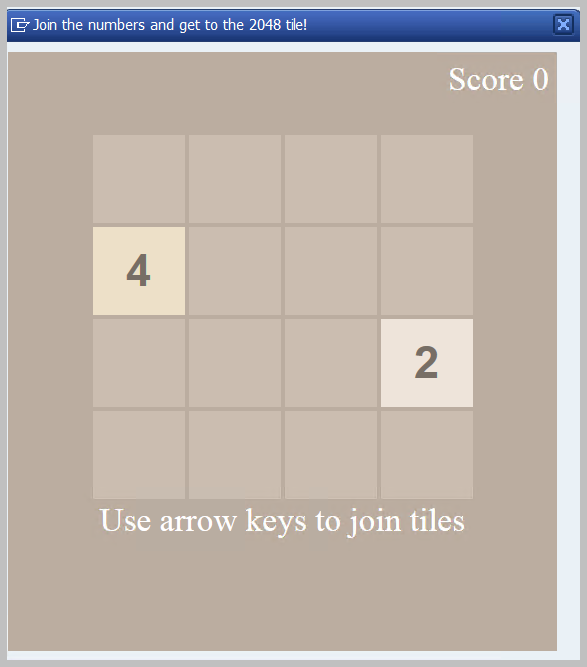 Join the numbers and get to the 2048 tile!
Score 0
4
2
Use arrow keys to join tiles